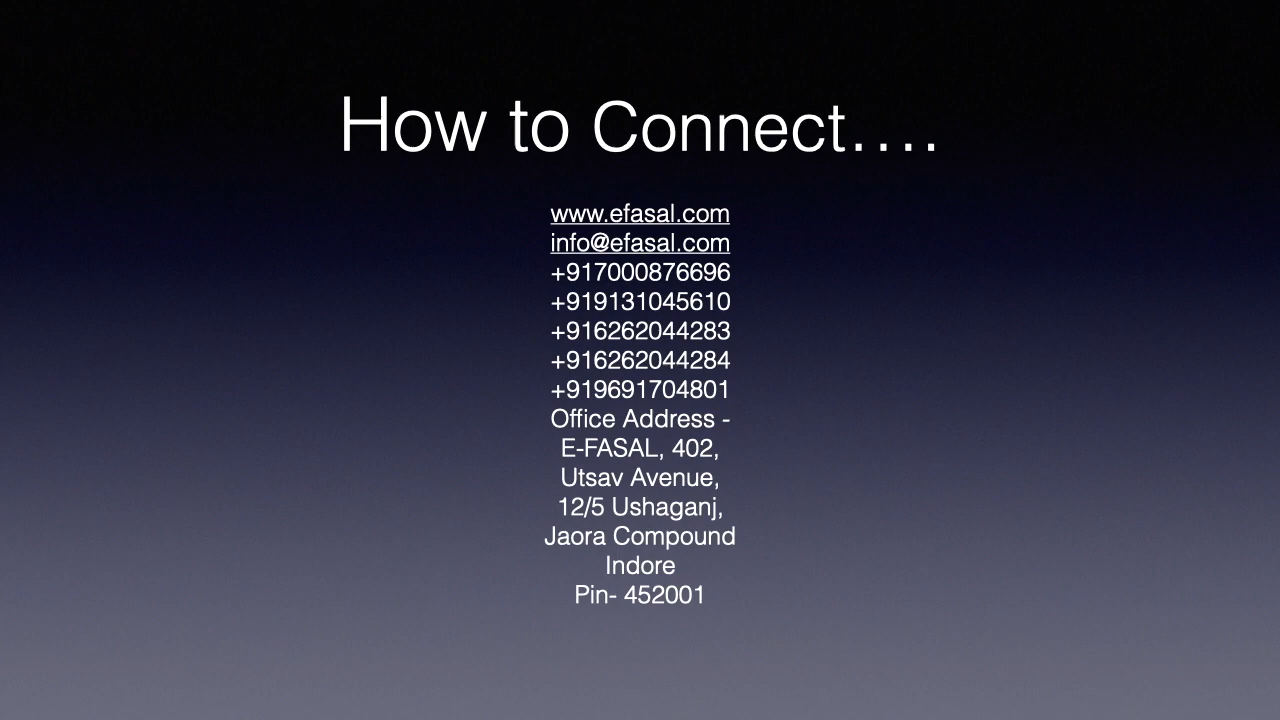 How to Connect....
www.efasal.com
info@efasal.com
+917000876696
+919131045610
+916262044283
+916262044284
+919691704801
Office Address -
E-FASAL, 402,
Utsav Avenue,
12/5 Ushaganj,
Jaora Compound
Indore
Pin- 452001